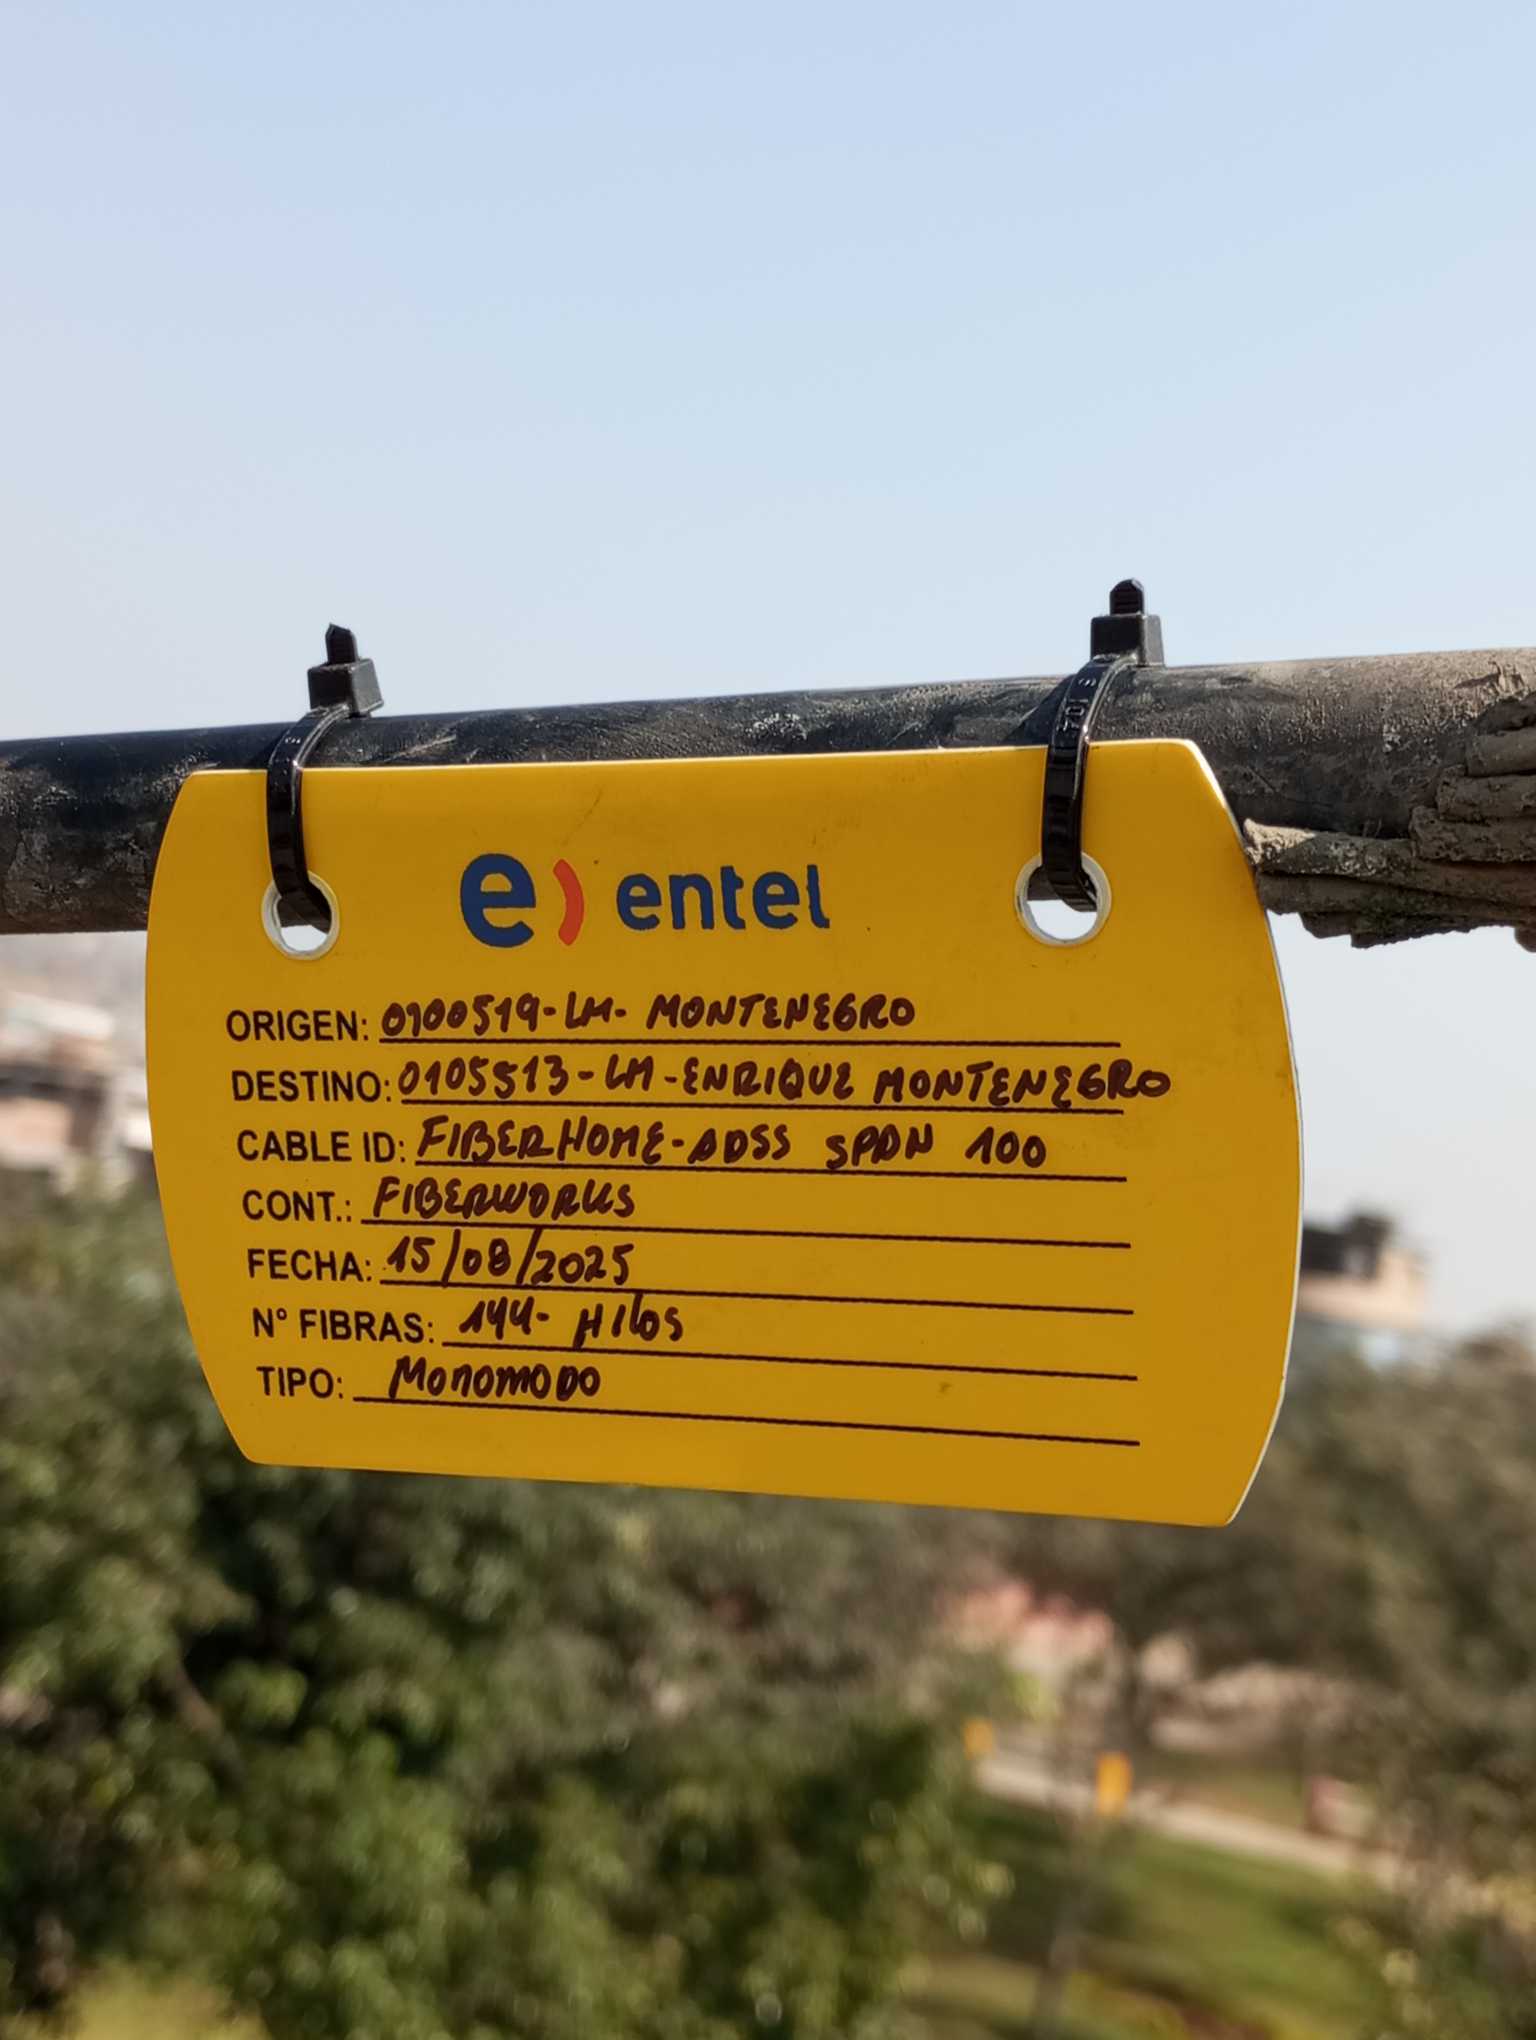 e) entel
ORIGEN: 0100519-LM- MONTENEGRO
DESTINO: 0105513-LM-ENRIQUE MONTENEGRO
CABLE ID: FIBERHOME-ADSS SPAN 100
CONT.: FIBERWORKS
FECHA: 15/08/2025
N° FIBRAS: 144- HILOS
TIPO: MONOMODO